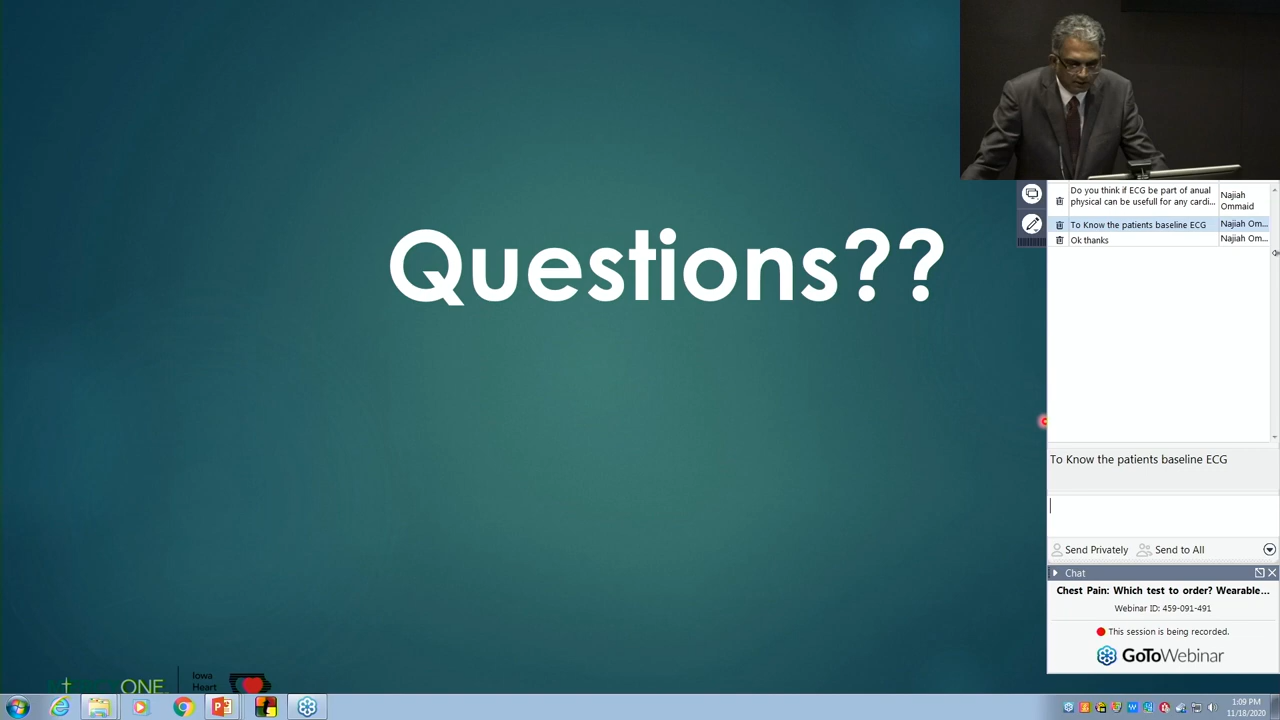 Questions??
Do you think if ECG be part of anual
physical can be usefull for any cardi...
Najiah
Ommaid
To Know the patients baseline ECG
Najiah Om...
Ok thanks
Najiah Om...
To Know the patients baseline ECG
Send Privately
Send to All
Chat
Chest Pain: Which test to order? Wearable...
Webinar ID: 459-091-491
This session is being recorded.
GoToWebinar
ONE.
Iowa
Heart
1:09 PM
11/18/2020